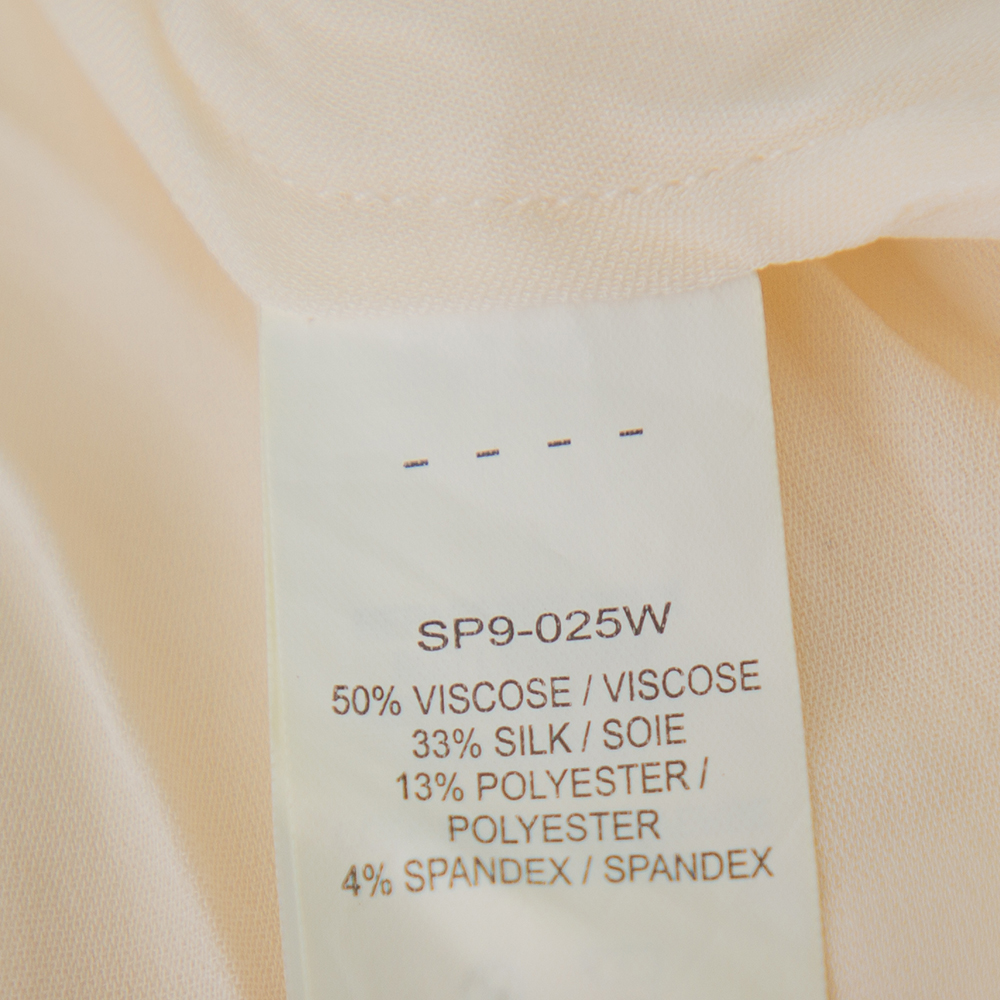 - - - -
SP9-025W
50% VISCOSE / VISCOSE
33% SILK / SOIE
13% POLYESTER /
POLYESTER
4% SPANDEX / SPANDEX